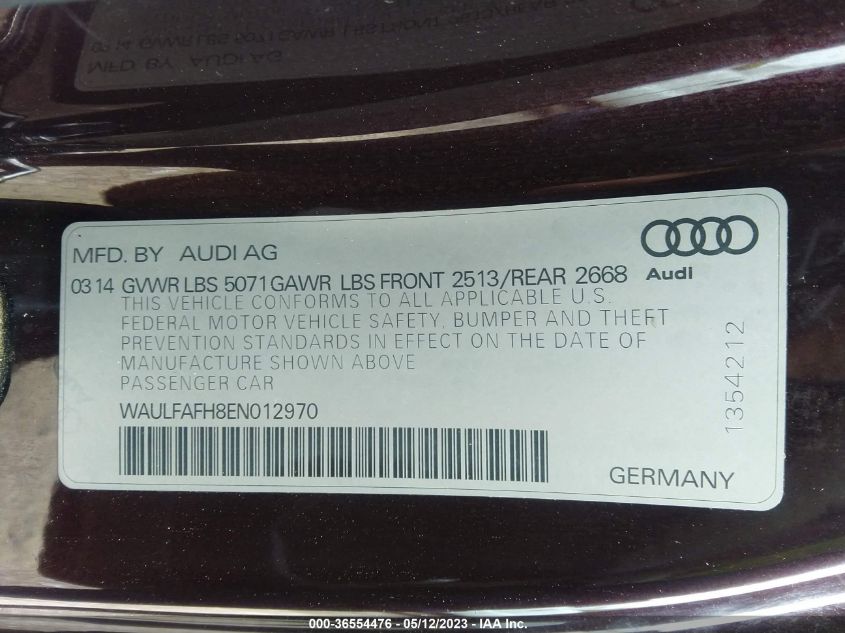 MFD. BY AUDI AG
03 14 GVWR LBS 5071 GAWR LBS FRONT 2513/REAR 2668
Audi
THIS VEHICLE CONFORMS TO ALL APPLICABLE U.S.
FEDERAL MOTOR VEHICLE SAFETY, BUMPER AND THEFT
PREVENTION STANDARDS IN EFFECT ON THE DATE OF
MANUFACTURE SHOWN ABOVE
PASSENGER CAR
WAULFAFH8EN012970
1354212
GERMANY
000-36554476 - 05/12/2023 - IAA Inc.